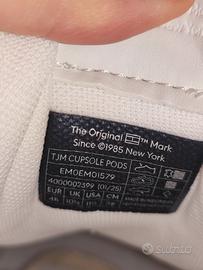 The Original ™ Mark
Since ©1985 New York
TJM CUPSOLE PODS
EM0EM01579
4000002399 (01/25)
EUR UK USA CM
Subito